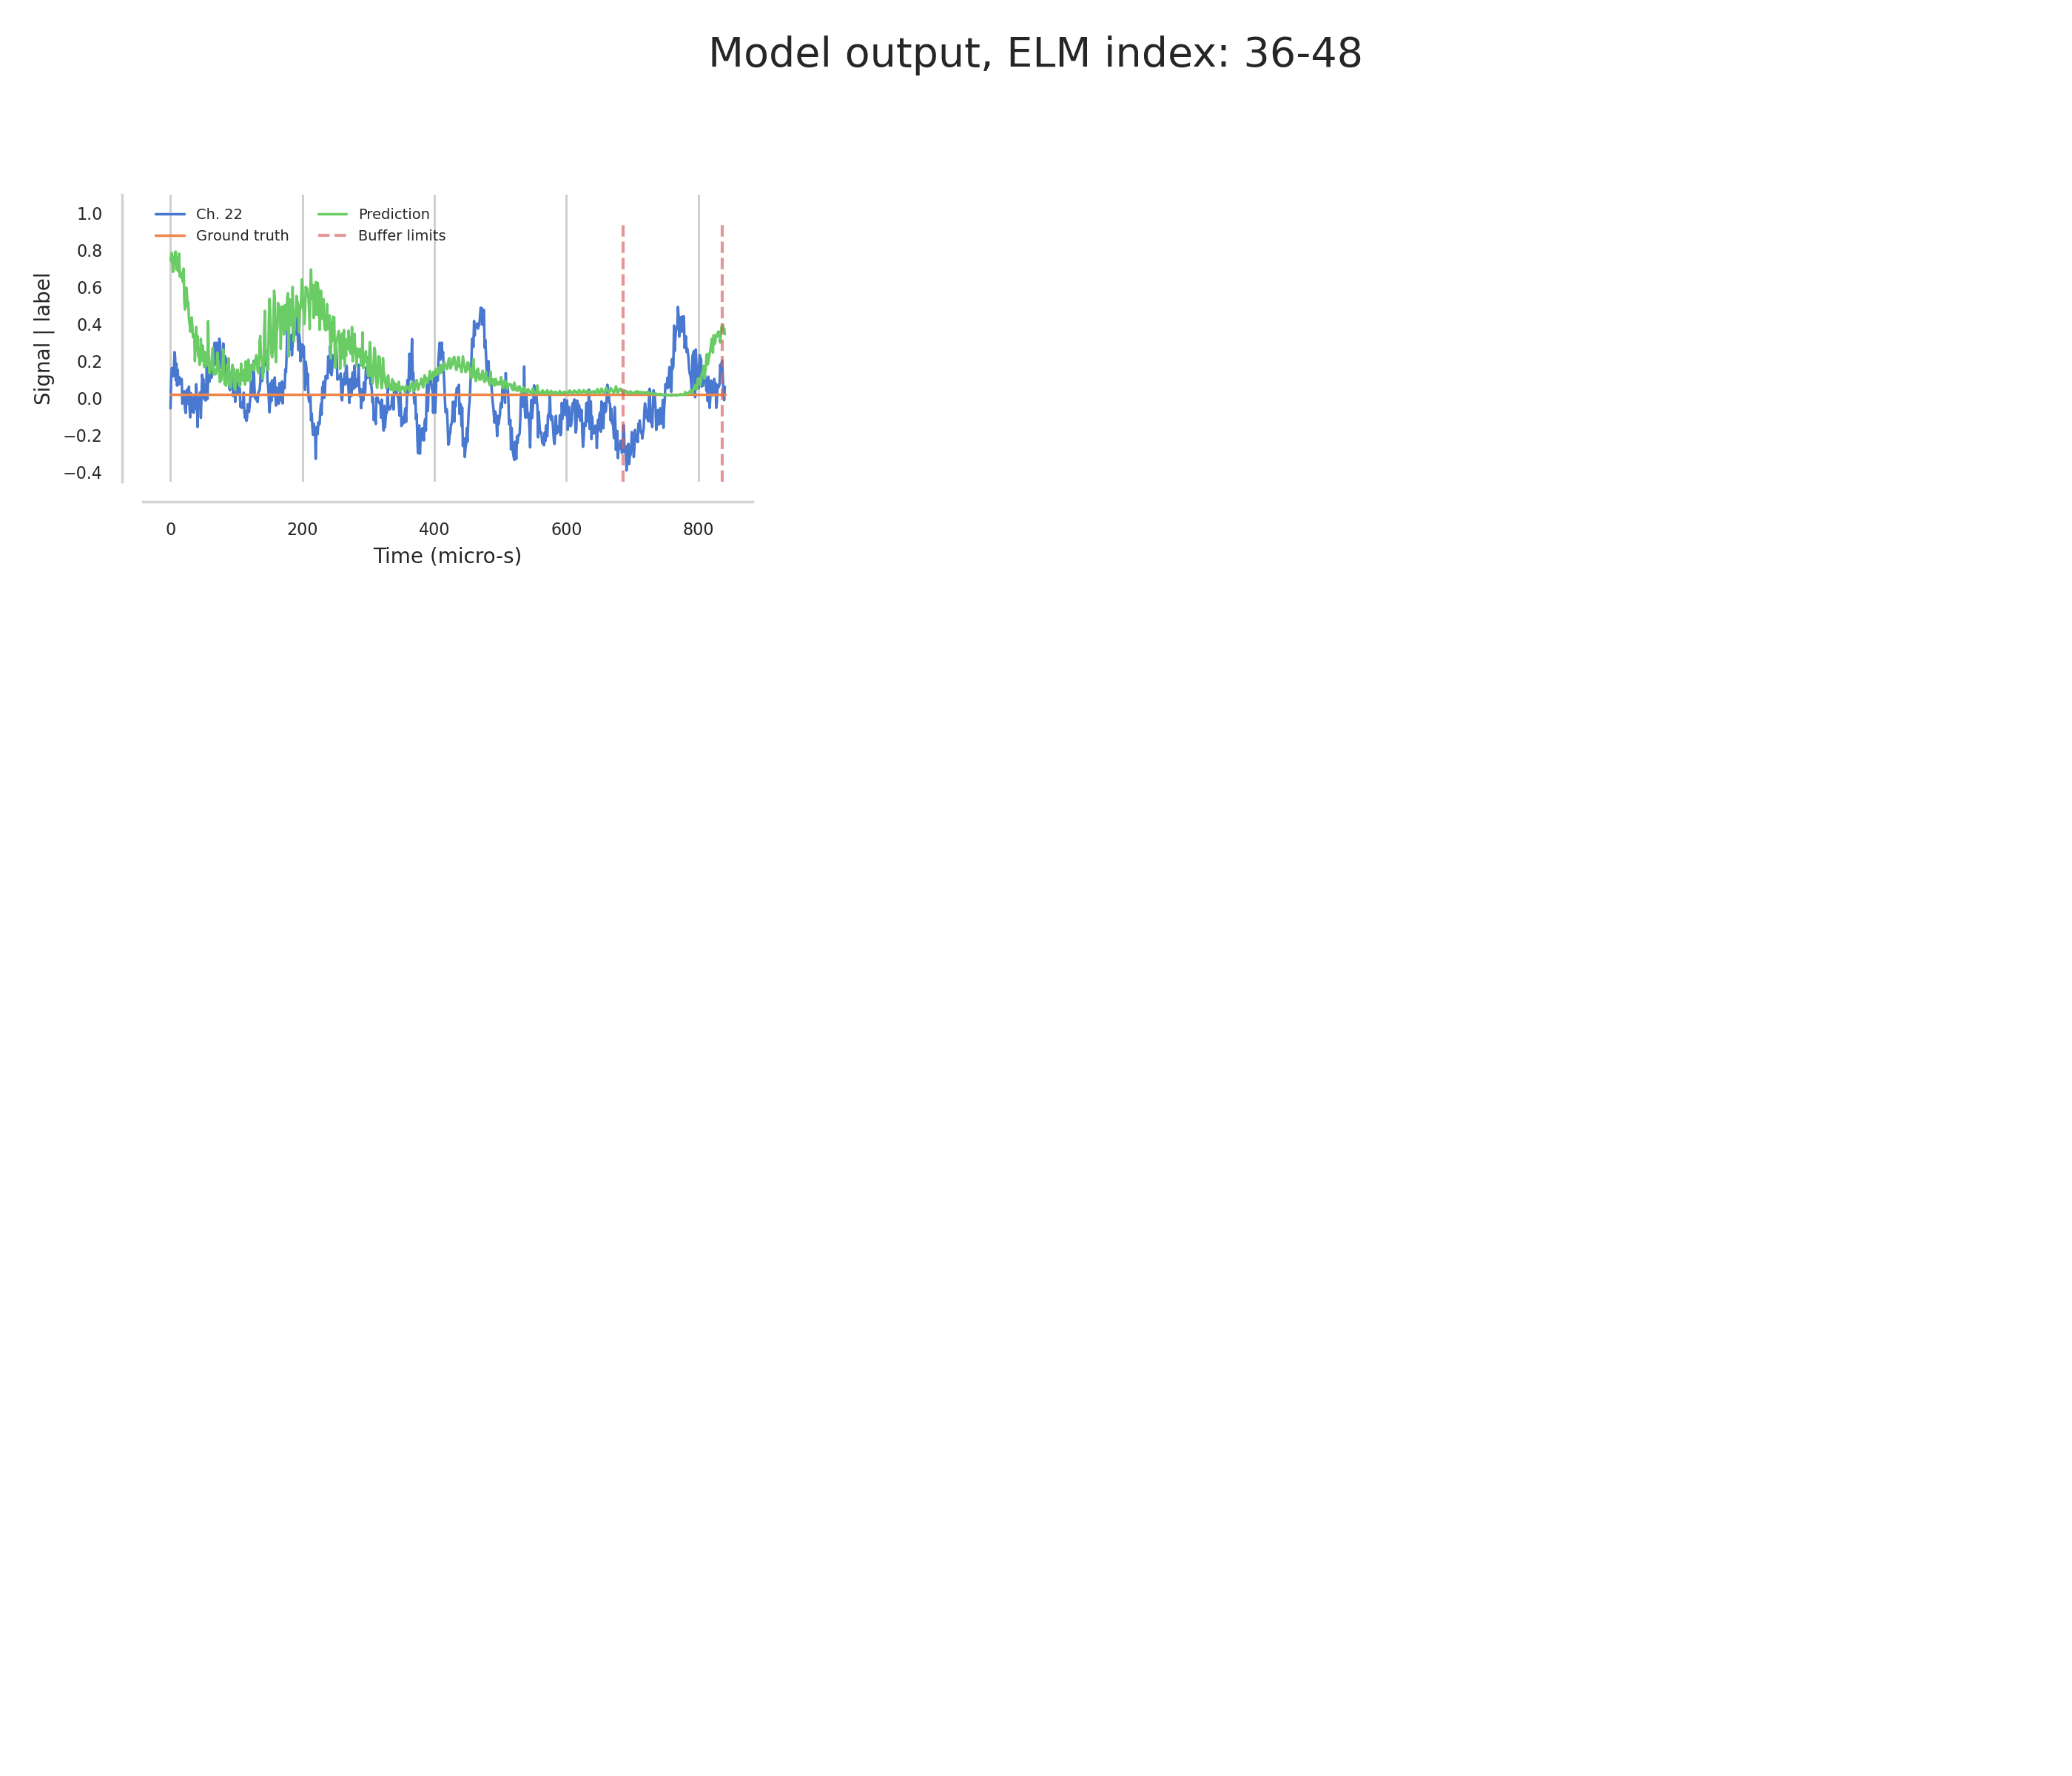 Model output, ELM index: 36-48
Ch. 22
Prediction
Ground truth
Buffer limits
1.0
0.8
0.6
0.4
0.2
0.0
−0.2
−0.4
Signal | label
0 200 400 600 800
Time (micro-s)